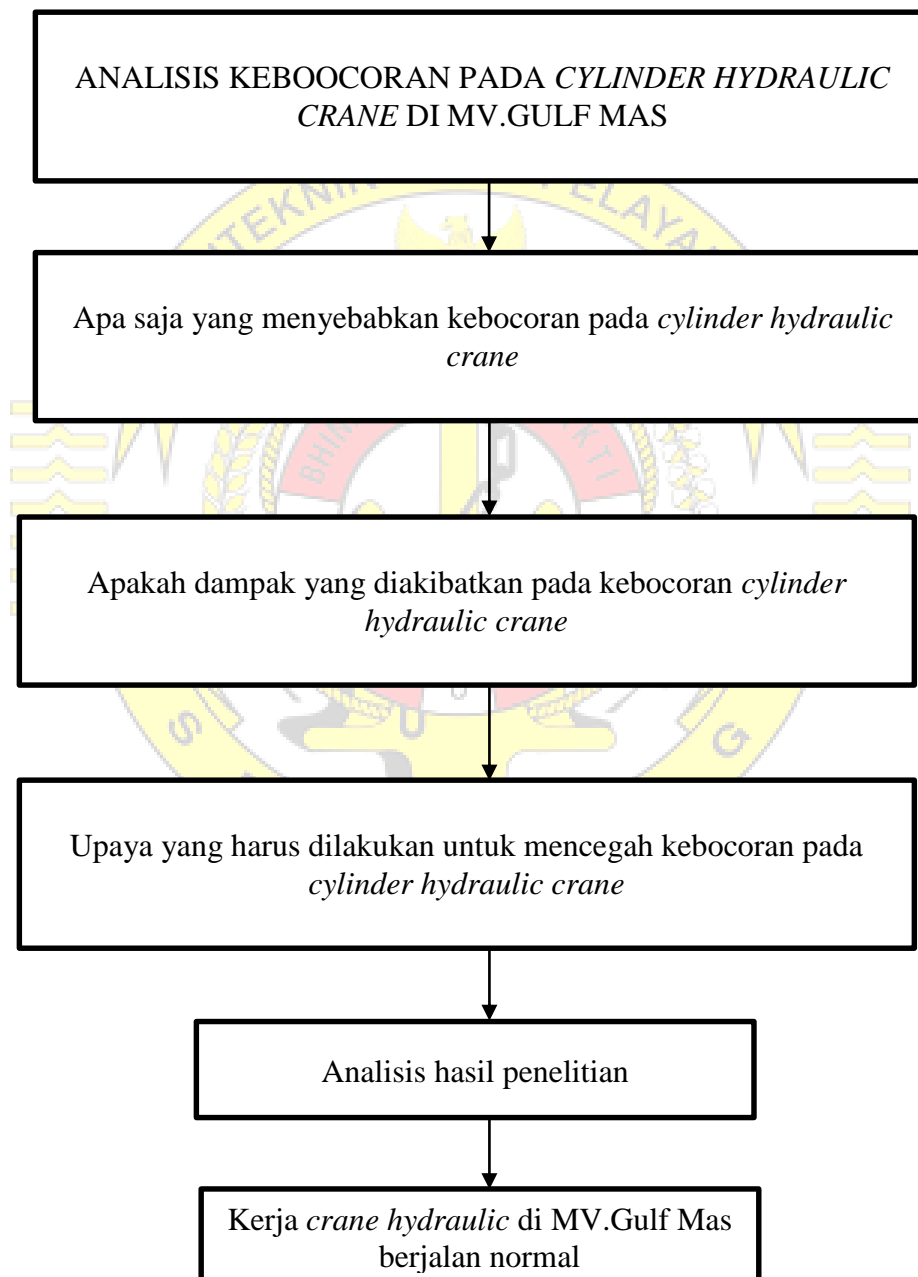 ANALISIS KEBOOCORAN PADA CYLINDER HYDRAULIC
CRANE DI MV.GULF MAS
Apa saja yang menyebabkan kebocoran pada cylinder hydraulic
crane
Apakah dampak yang diakibatkan pada kebocoran cylinder
hydraulic crane
Upaya yang harus dilakukan untuk mencegah kebocoran pada
cylinder hydraulic crane
Analisis hasil penelitian
Kerja crane hydraulic di MV.Gulf Mas
berjalan normal